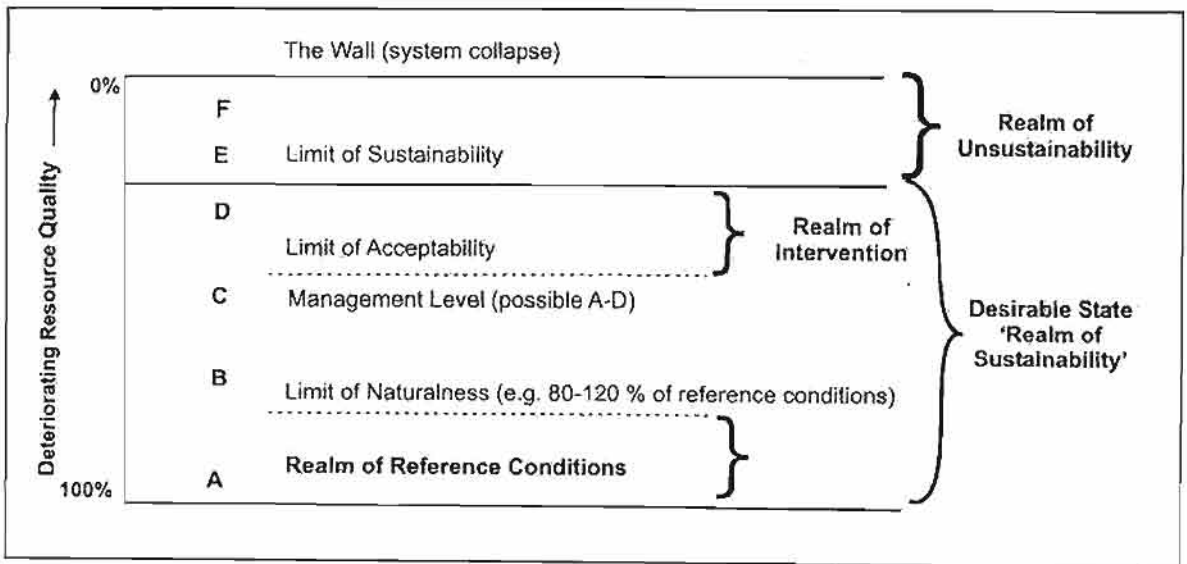 The Wall (system collapse)
0%
F
E Limit of Sustainability
Realm of
Unsustainability
D
Limit of Acceptability
Realm of
Intervention
C Management Level (possible A-D)
Desirable State
'Realm of
Sustainability'
B
Limit of Naturalness (e.g. 80-120 % of reference conditions)
Realm of Reference Conditions
A
100%
Deteriorating Resource Quality